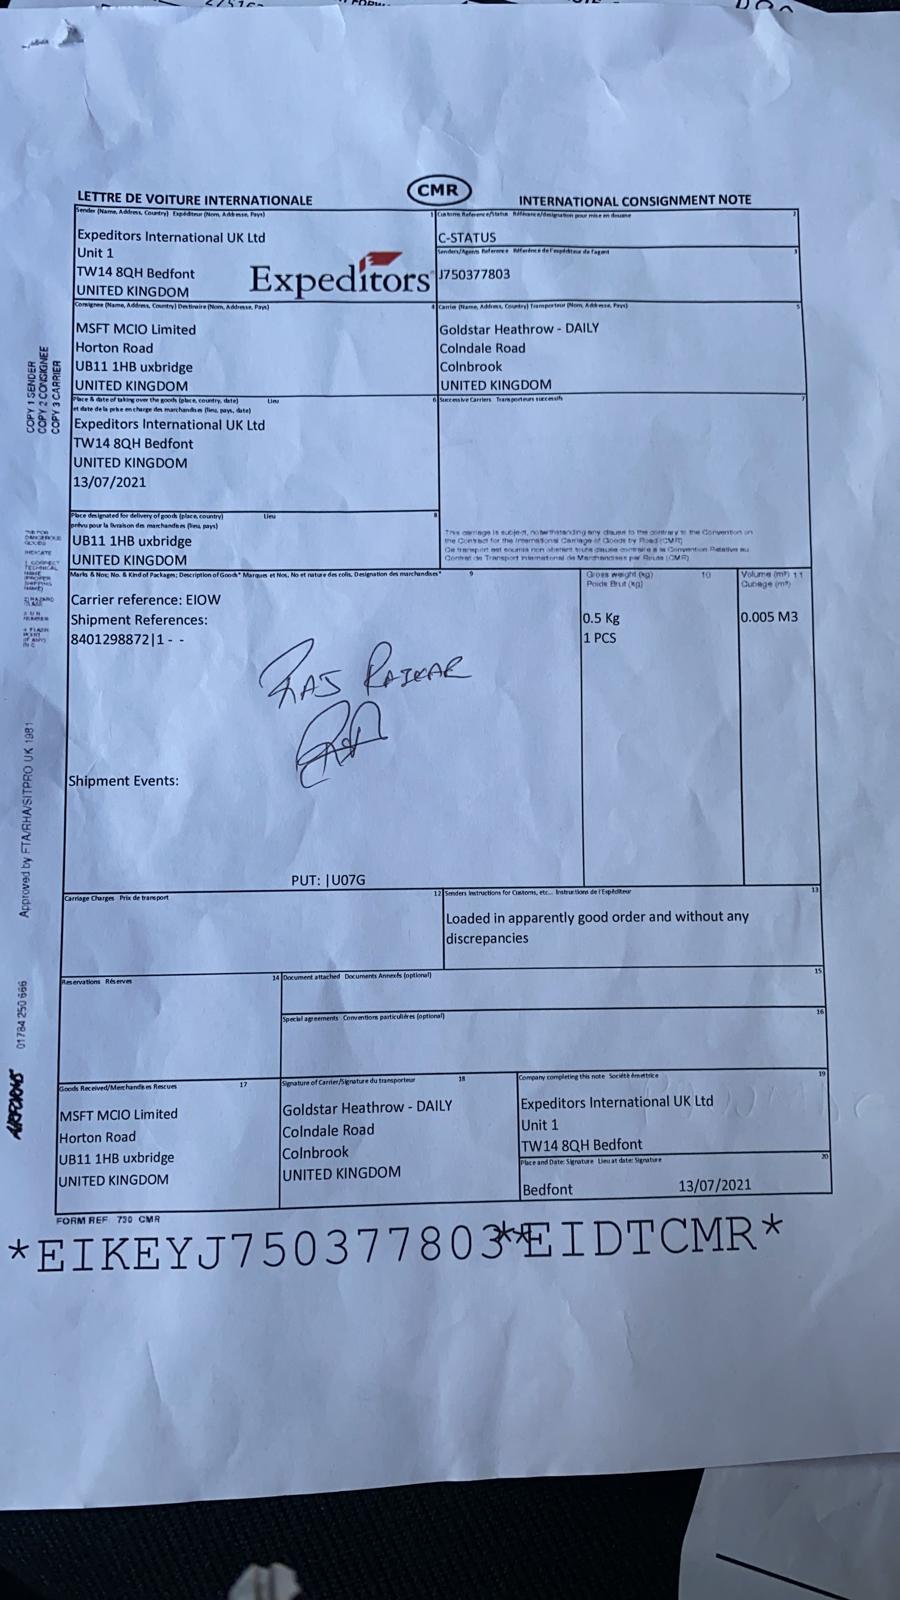 LETTRE DE VOITURE INTERNATIONALE
CMR
INTERNATIONAL CONSIGNMENT NOTE
Sender (Name, Address, Country) Expéditeur (Nom, Addresse, Pays)
1
Expeditors International UK Ltd
Unit 1
TW14 8QH Bedfont
UNITED KINGDOM
Expeditors
Customs Reference/Status Référence/designation pour mise en douane
2
C-STATUS
Senders/Agents Reference Référence de l'expéditeur de l'agent
3
J750377803
Consignee (Name, Address, Country) Destinaire (Nom, Addresse, Pays)
4
MSFT MCIO Limited
Horton Road
UB11 1HB uxbridge
UNITED KINGDOM
Carrier (Name, Address, Country) Transporteur (Nom, Addresse, Pays)
5
Goldstar Heathrow - DAILY
Colndale Road
Colnbrook
UNITED KINGDOM
COPY 1 SENDER
COPY 2 CONSIGNEE
COPY 3 CARRIER
Place & date of taking over the goods (place, country, date) Lieu
6
et date de la prise en charge des marchandises (lieu, pays, date)
Expeditors International UK Ltd
TW14 8QH Bedfont
UNITED KINGDOM
13/07/2021
Successive Carriers Transporteurs successifs
7
Place designated for delivery of goods (place, country) Lieu
8
prévu pour la livraison des marchandises (lieu, pays)
UB11 1HB uxbridge
UNITED KINGDOM
This carriage is subject, notwithstanding any clause to the contrary to the Convention on
the Contract for the International Carriage of Goods by Road (CMR)
Ce transport est soumis non obstant toute clause contraire a la Convention Relative au
Contrat de Transport International de Marchandises par Route (CMR)
Marks & Nos; No. & Kind of Packages; Description of Goods* Marques et Nos, No et nature des colis, Designation des marchandises*
9
Gross weight (kg) 10
Poids Brut (kg)
Volume (m³) 11
Cubage (m³)
Carrier reference: EIOW
Shipment References:
8401298872|1 - -
0.5 Kg
1 PCS
0.005 M3
RAJ RAIKAR
Shipment Events:
PUT: |U07G
Approved by FTA/RHA/SITPRO UK 1981
Carriage Charges Prix de transport
12
Senders Instructions for Customs, etc... Instructions de l'Expéditeur
13
Loaded in apparently good order and without any
discrepancies
Reservations Réserves
14
Document attached Documents Annexés (optional)
15
Special agreements Conventions particulières (optional)
16
01784 250 666
AIRFORMS
Goods Received/Merchandises Rescues
17
MSFT MCIO Limited
Horton Road
UB11 1HB uxbridge
UNITED KINGDOM
Signature of Carrier/Signature du transporteur
18
Goldstar Heathrow - DAILY
Colndale Road
Colnbrook
UNITED KINGDOM
Company completing this note Société émettrice
19
Expeditors International UK Ltd
Unit 1
TW14 8QH Bedfont
Place and Date: Signature Lieu at date: Signature
20
Bedfont 13/07/2021
FORM REF 730 CMR
*EIKEYJ750377803**EIDTCMR*